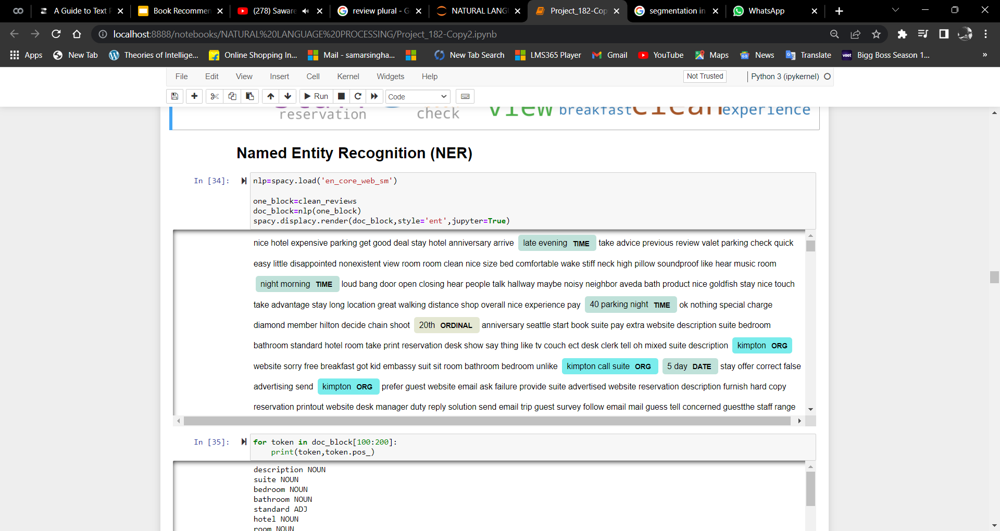 A Guide to Text P
Book Recommen
(278) Saware
review plural - G
NATURAL LANG
Project_182-Cop
segmentation in
WhatsApp
localhost:8888/notebooks/NATURAL%20LANGUAGE%20PROCESSING/Project_182-Copy2.ipynb
Apps
New Tab
Theories of Intellige...
Online Shopping In...
Mail - samarsingha...
New Tab Search
LMS365 Player
Gmail
YouTube
Maps
News
Translate
voot
Bigg Boss Season 1...
»
File Edit View Insert Cell Kernel Widgets Help
Not Trusted
Python 3 (ipykernel)
Run
Code
reservation check view breakfast clean experience
Named Entity Recognition (NER)
In [34]:
nlp=spacy.load('en_core_web_sm')
one_block=clean_reviews
doc_block=nlp(one_block)
spacy.displacy.render(doc_block,style='ent',jupyter=True)
nice hotel expensive parking get good deal stay hotel anniversary arrive late evening TIME take advice previous review valet parking check quick
easy little disappointed nonexistent view room room clean nice size bed comfortable wake stiff neck high pillow soundproof like hear music room
night morning TIME loud bang door open closing hear people talk hallway maybe noisy neighbor aveda bath product nice goldfish stay nice touch
take advantage stay long location great walking distance shop overall nice experience pay 40 parking night TIME ok nothing special charge
diamond member hilton decide chain shoot 20th ORDINAL anniversary seattle start book suite pay extra website description suite bedroom
bathroom standard hotel room take print reservation desk show say thing like tv couch ect desk clerk tell oh mixed suite description kimpton ORG
website sorry free breakfast got kid embassy suit sit room bathroom bedroom unlike kimpton call suite ORG 5 day DATE stay offer correct false
advertising send kimpton ORG prefer guest website email ask failure provide suite advertised website reservation description furnish hard copy
reservation printout website desk manager duty reply solution send email trip guest survey follow email mail guess tell concerned guestthe staff range
In [35]:
for token in doc_block[100:200]:
print(token,token.pos_)
description NOUN
suite NOUN
bedroom NOUN
bathroom NOUN
standard ADJ
hotel NOUN
room NOUN